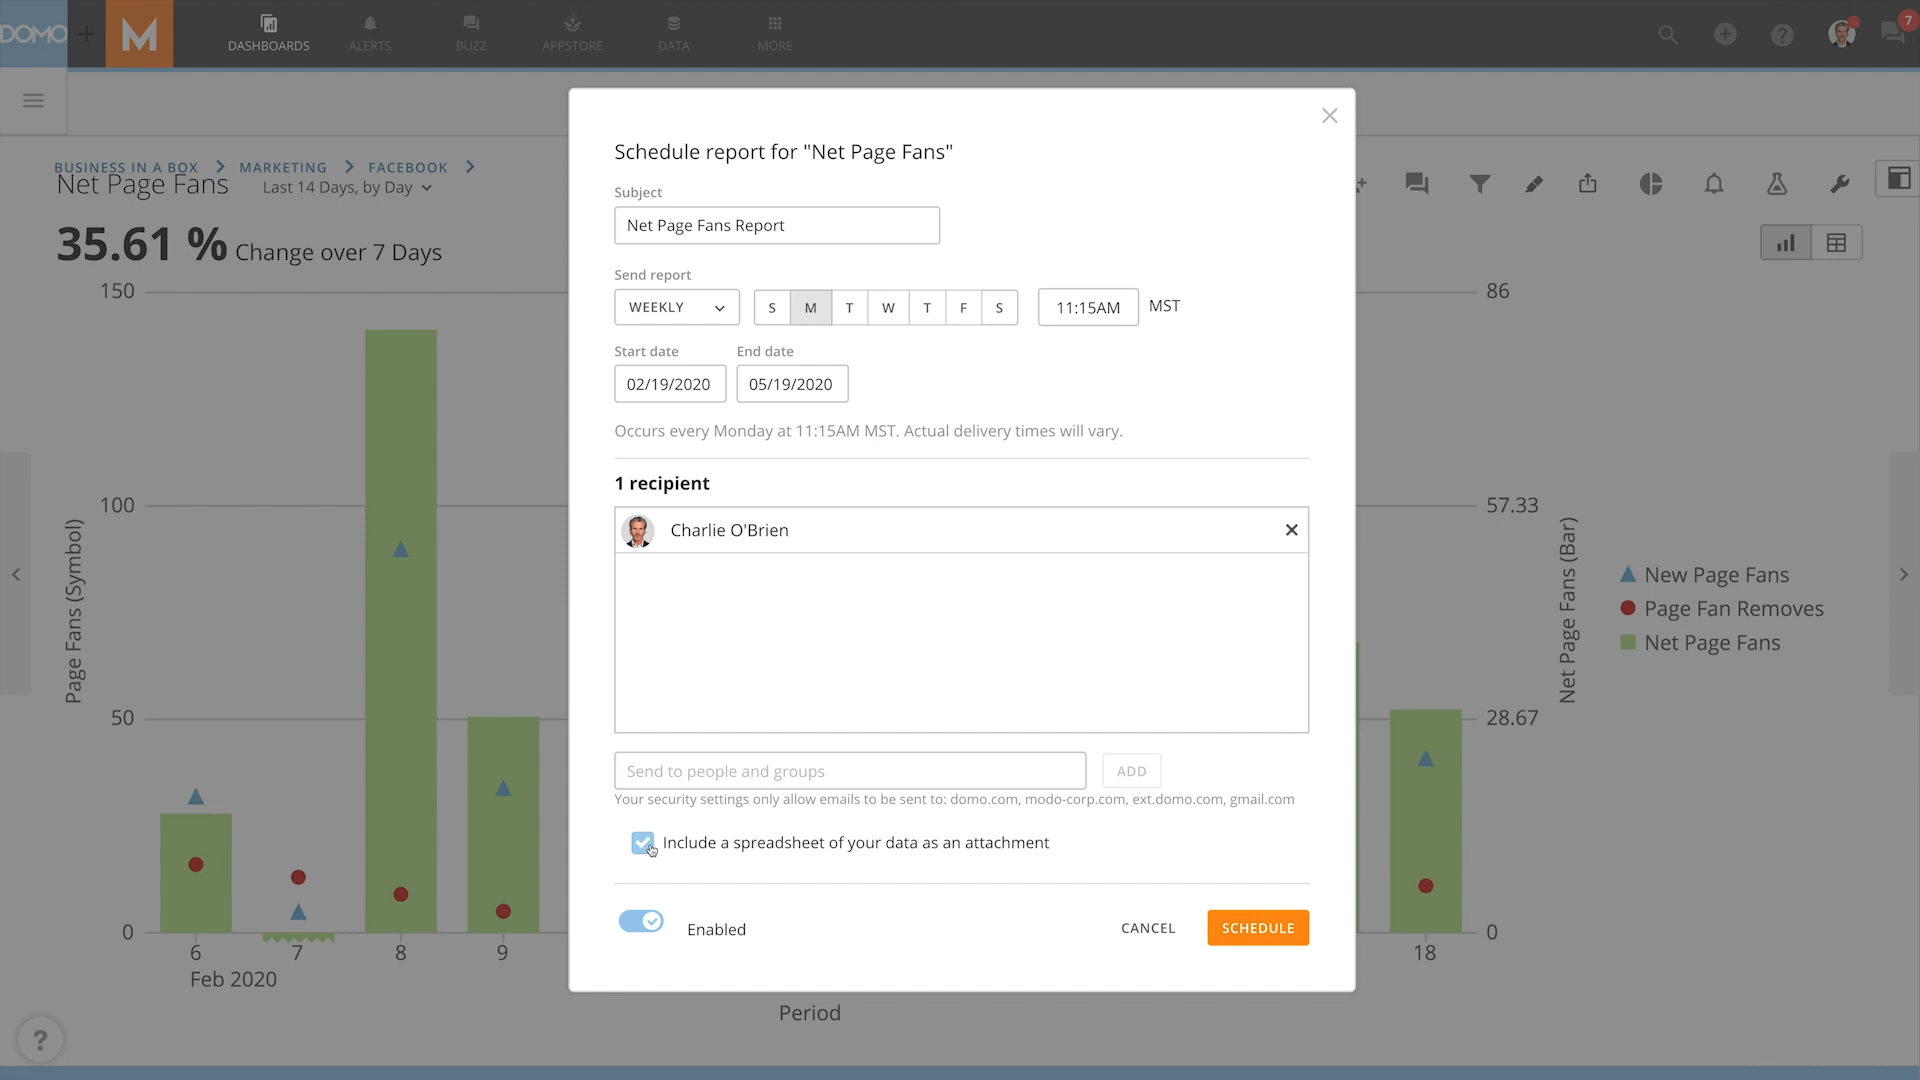 DOMO
M
DASHBOARDS
ALERTS
BUZZ
APPSTORE
DATA
MORE
7
BUSINESS IN A BOX
MARKETING
FACEBOOK
Net Page Fans
Last 14 Days, by Day
35.61 % Change over 7 Days
Schedule report for "Net Page Fans"
Subject
Net Page Fans Report
Send report
WEEKLY
S M T W T F S
11:15AM
MST
Start date
End date
02/19/2020
05/19/2020
Occurs every Monday at 11:15AM MST. Actual delivery times will vary.
1 recipient
Charlie O'Brien
Send to people and groups
ADD
Your security settings only allow emails to be sent to: domo.com, modo-corp.com, ext.domo.com, gmail.com
Include a spreadsheet of your data as an attachment
Enabled
CANCEL
SCHEDULE
Page Fans (Symbol)
150
100
50
0
6
7
8
9
18
Feb 2020
Period
86
57.33
28.67
0
Net Page Fans (Bar)
New Page Fans
Page Fan Removes
Net Page Fans
?